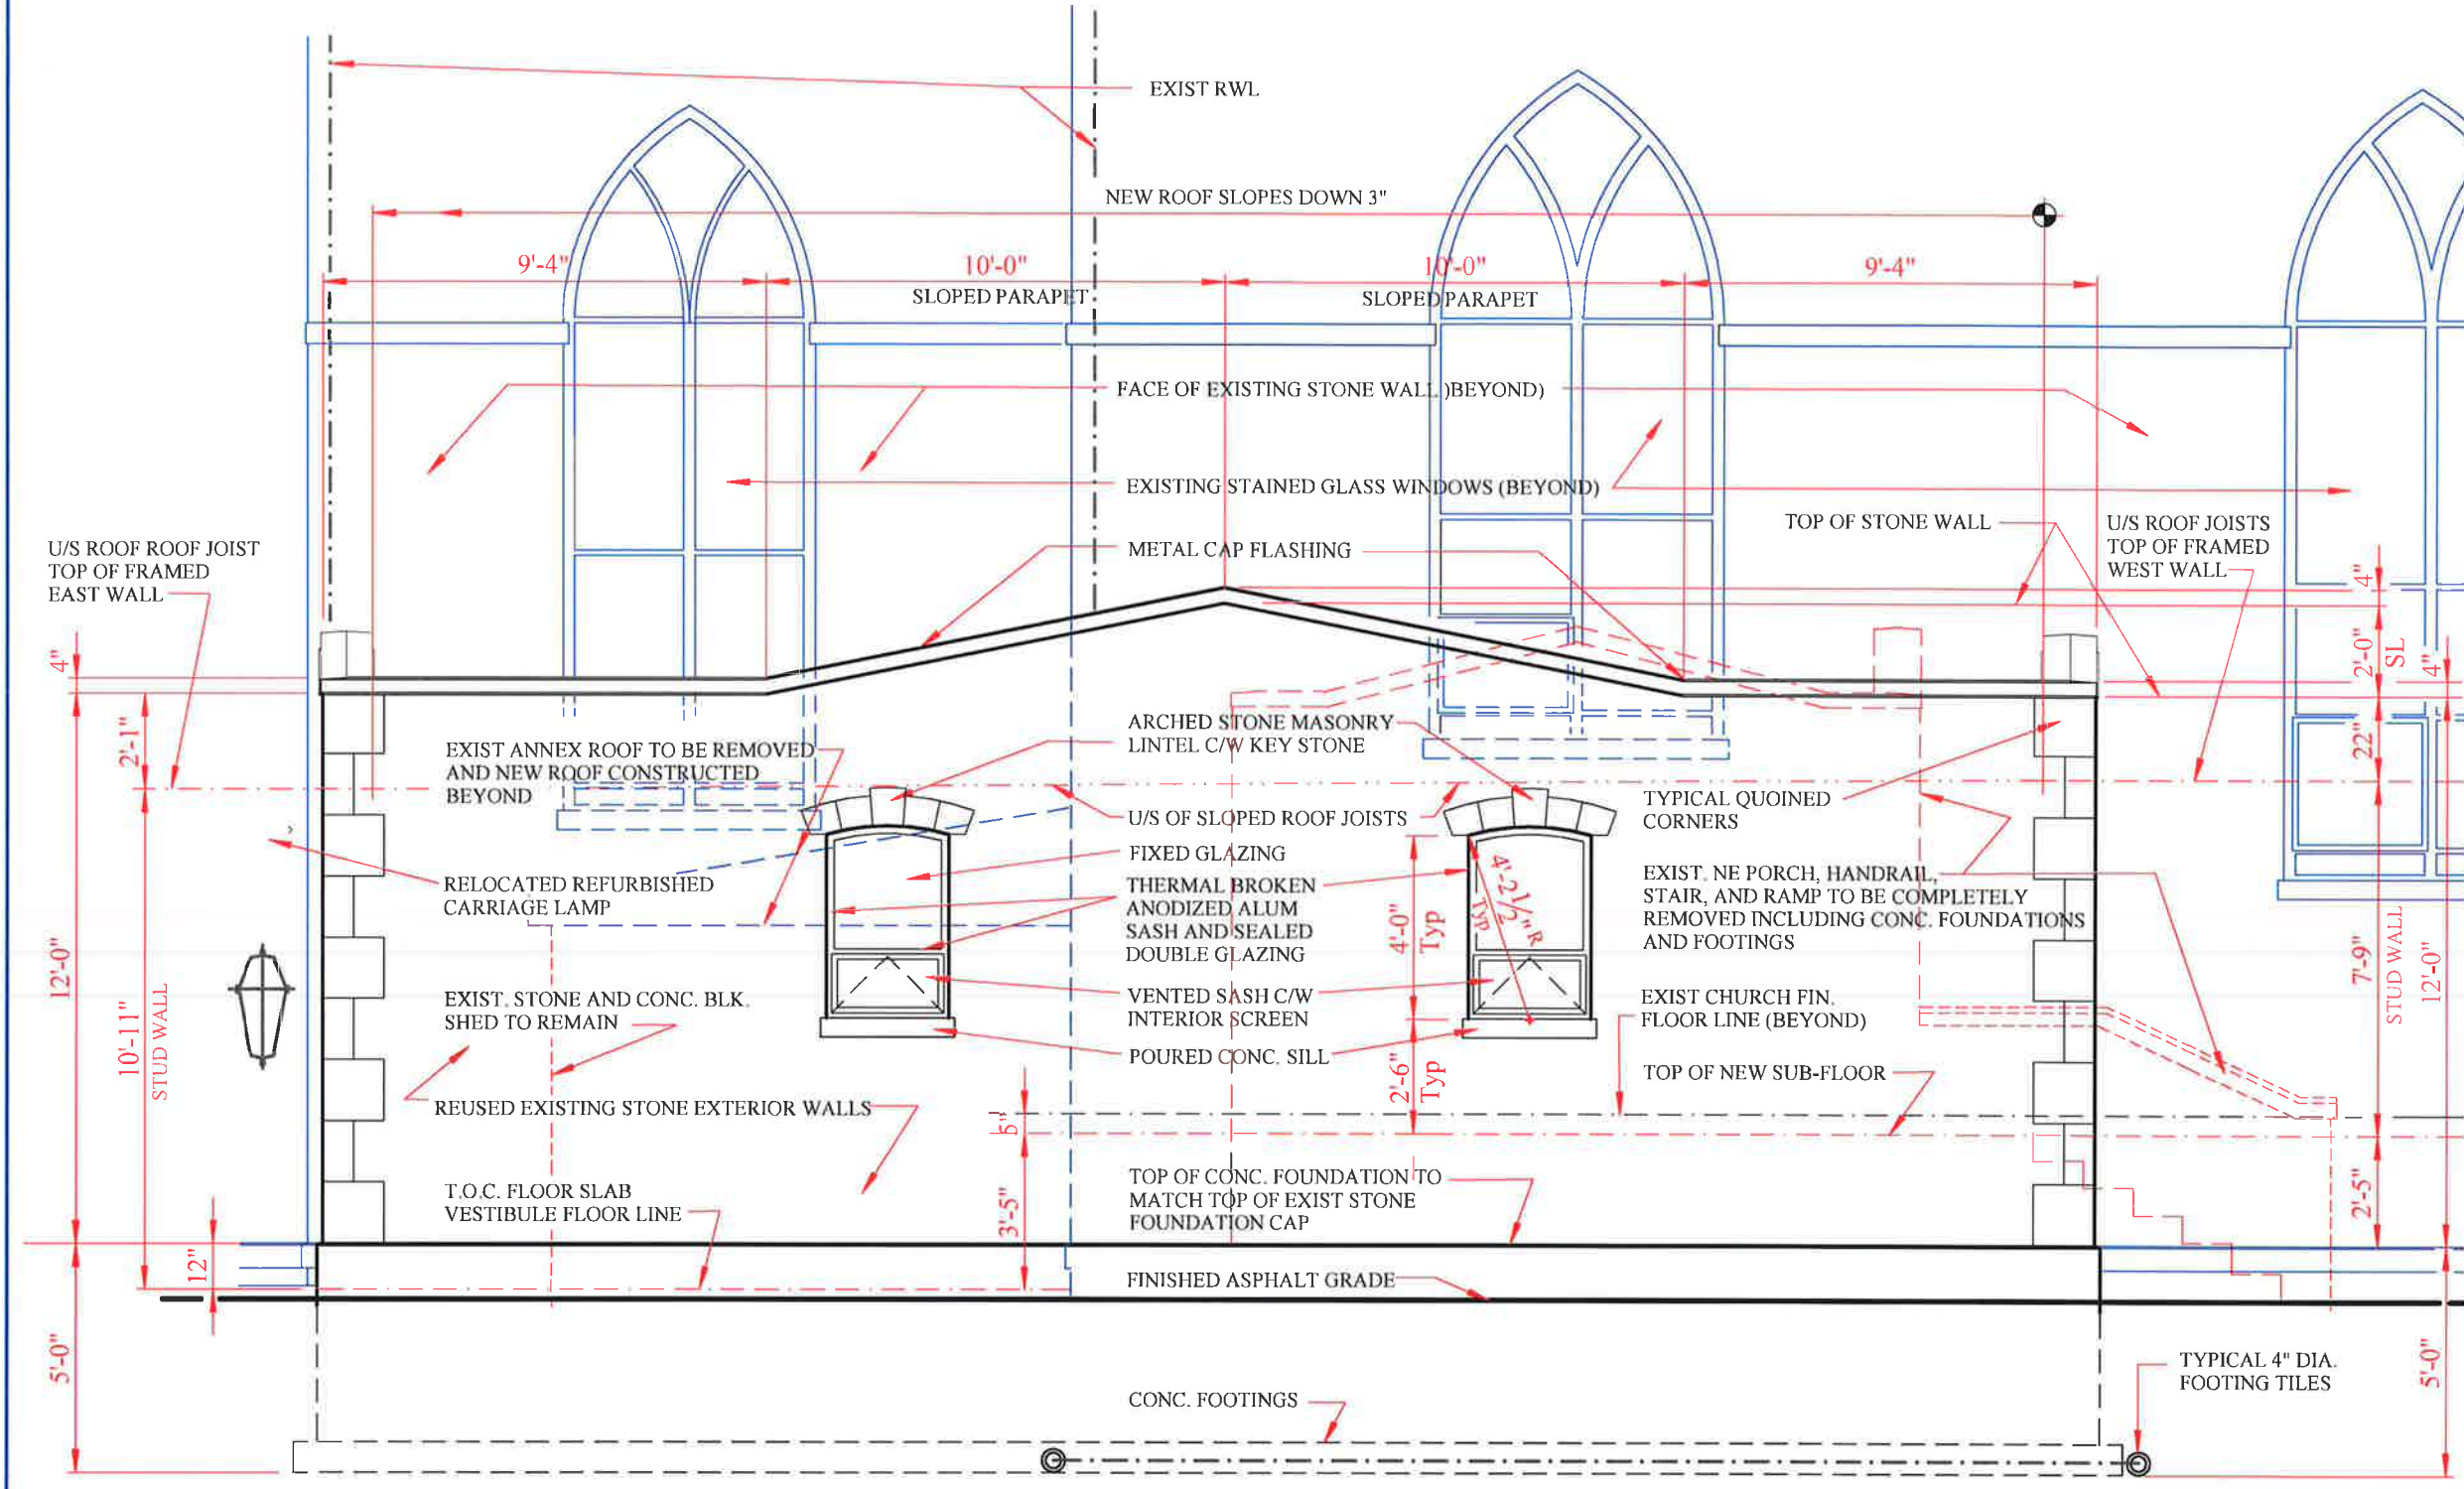 EXIST RWL
NEW ROOF SLOPES DOWN 3"
9'-4"
10'-0"
10'-0"
9'-4"
SLOPED PARAPET
SLOPED PARAPET
FACE OF EXISTING STONE WALL )BEYOND)
EXISTING STAINED GLASS WINDOWS (BEYOND)
TOP OF STONE WALL
U/S ROOF JOISTS
TOP OF FRAMED
WEST WALL
U/S ROOF ROOF JOIST
TOP OF FRAMED
EAST WALL
METAL CAP FLASHING
4"
2'-1"
12'-0"
10'-11"
STUD WALL
12"
5'-0"
EXIST ANNEX ROOF TO BE REMOVED
AND NEW ROOF CONSTRUCTED
BEYOND
ARCHED STONE MASONRY
LINTEL C/W KEY STONE
U/S OF SLOPED ROOF JOISTS
FIXED GLAZING
THERMAL BROKEN
ANODIZED ALUM
SASH AND SEALED
DOUBLE GLAZING
VENTED SASH C/W
INTERIOR SCREEN
POURED CONC. SILL
RELOCATED REFURBISHED
CARRIAGE LAMP
EXIST. STONE AND CONC. BLK.
SHED TO REMAIN
REUSED EXISTING STONE EXTERIOR WALLS
T.O.C. FLOOR SLAB
VESTIBULE FLOOR LINE
5"
3'-5"
4'-0"
Typ
4'-2 1/2"R
Typ
2'-6"
Typ
TYPICAL QUOINED
CORNERS
EXIST. NE PORCH, HANDRAIL,
STAIR, AND RAMP TO BE COMPLETELY
REMOVED INCLUDING CONC. FOUNDATIONS
AND FOOTINGS
EXIST CHURCH FIN.
FLOOR LINE (BEYOND)
TOP OF NEW SUB-FLOOR
TOP OF CONC. FOUNDATION TO
MATCH TOP OF EXIST STONE
FOUNDATION CAP
FINISHED ASPHALT GRADE
CONC. FOOTINGS
TYPICAL 4" DIA.
FOOTING TILES
4"
2'-0"
SL
4"
22"
7'-9"
STUD WALL
12'-0"
2'-5"
5'-0"